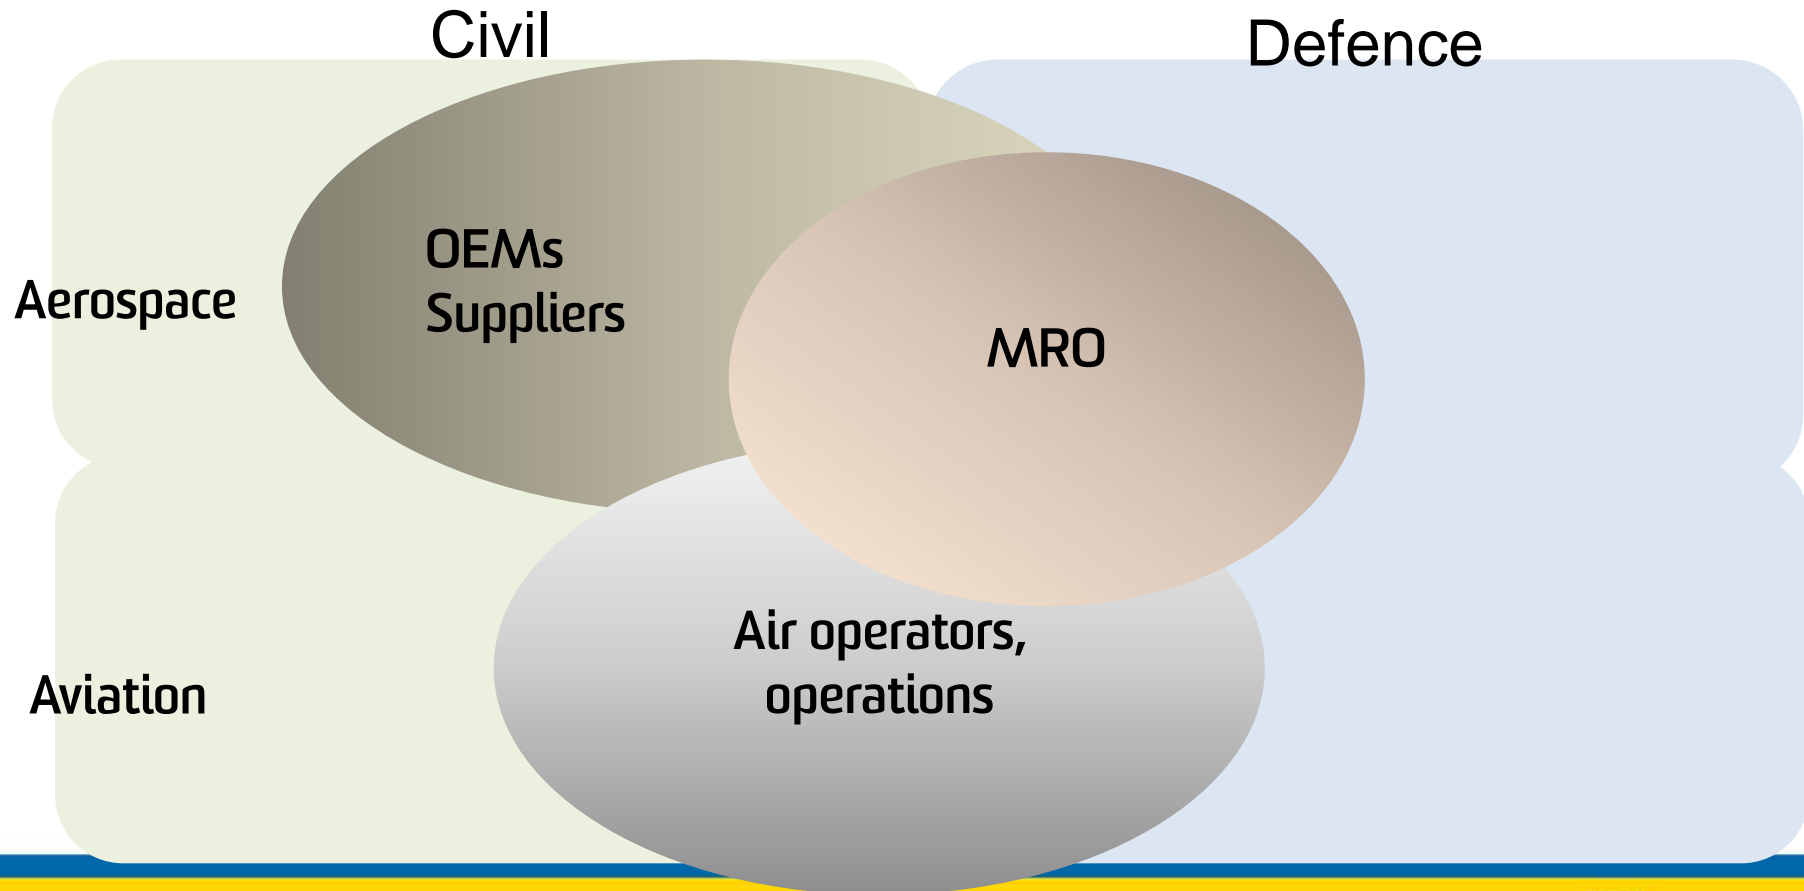 Civil
Defence
OEMs
Suppliers
Aerospace
MRO
Air operators,
operations
Aviation